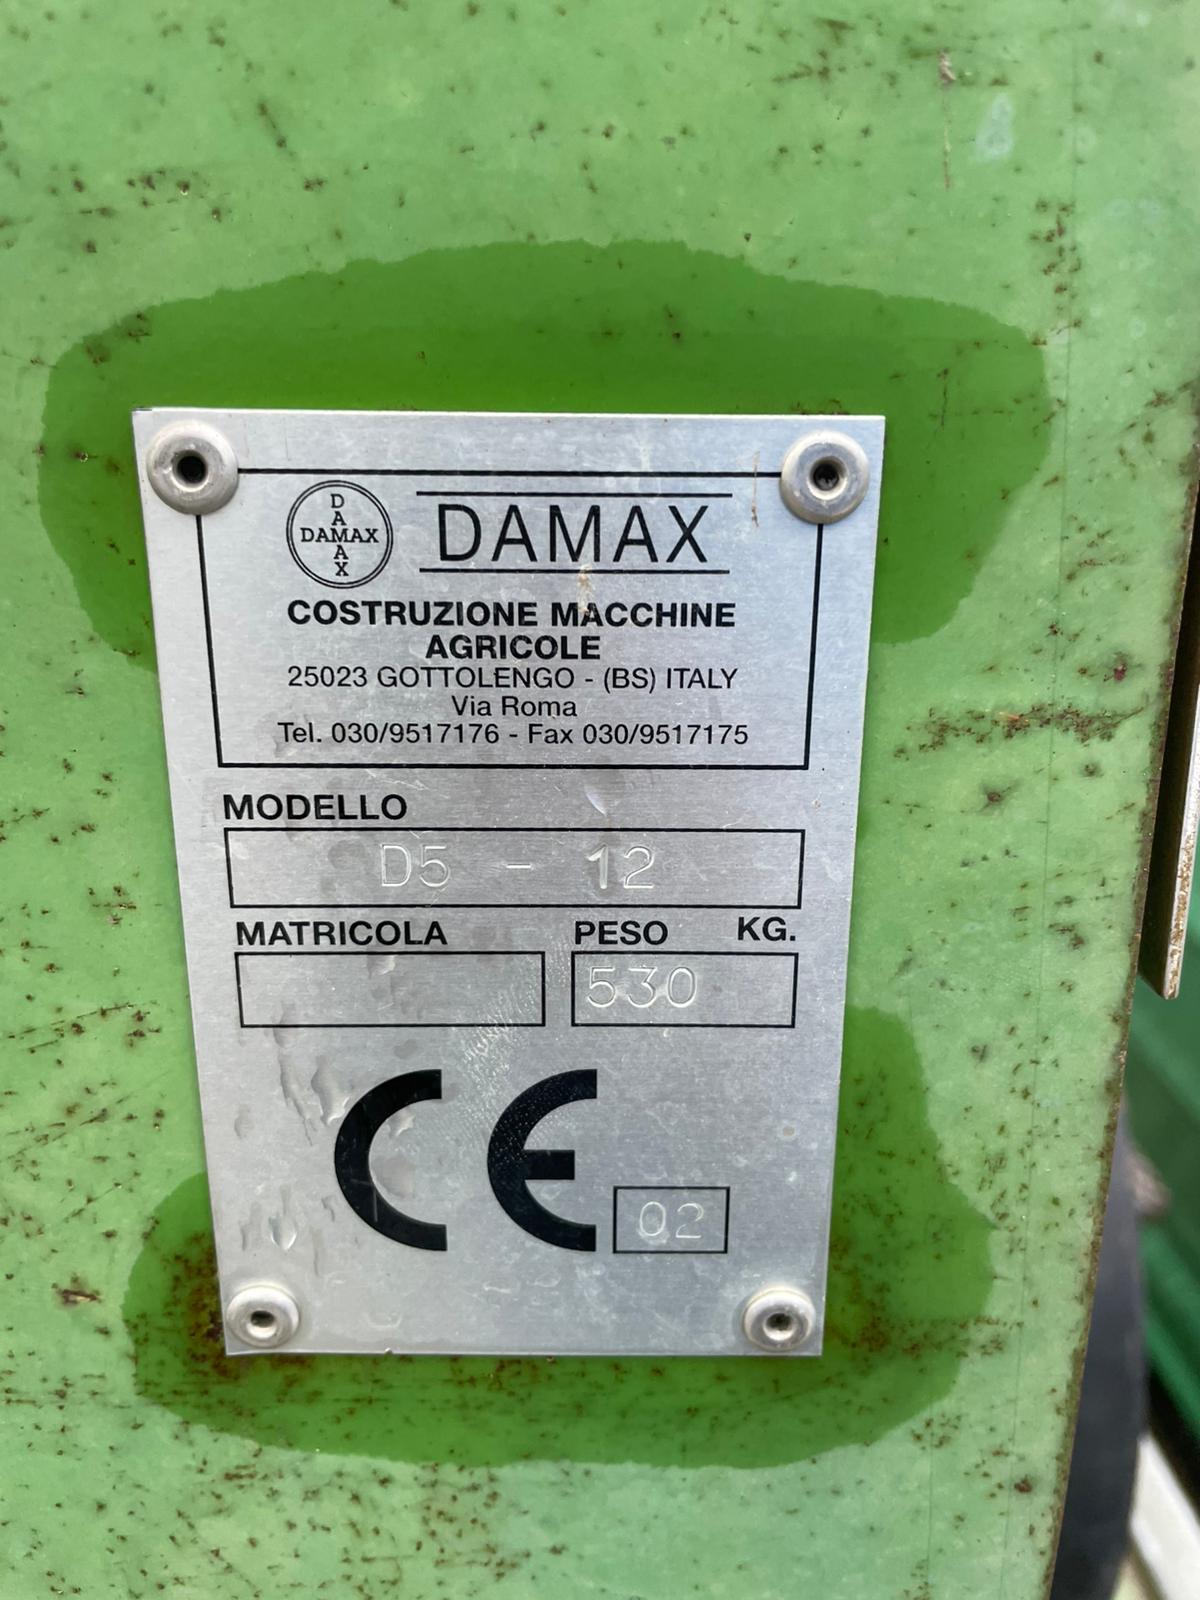 DAMAX
DAMAX
DAMAX
COSTRUZIONE MACCHINE
AGRICOLE
25023 GOTTOLENGO - (BS) ITALY
Via Roma
Tel. 030/9517176 - Fax 030/9517175
MODELLO
D5 - 12
MATRICOLA PESO KG.
530
CE
02